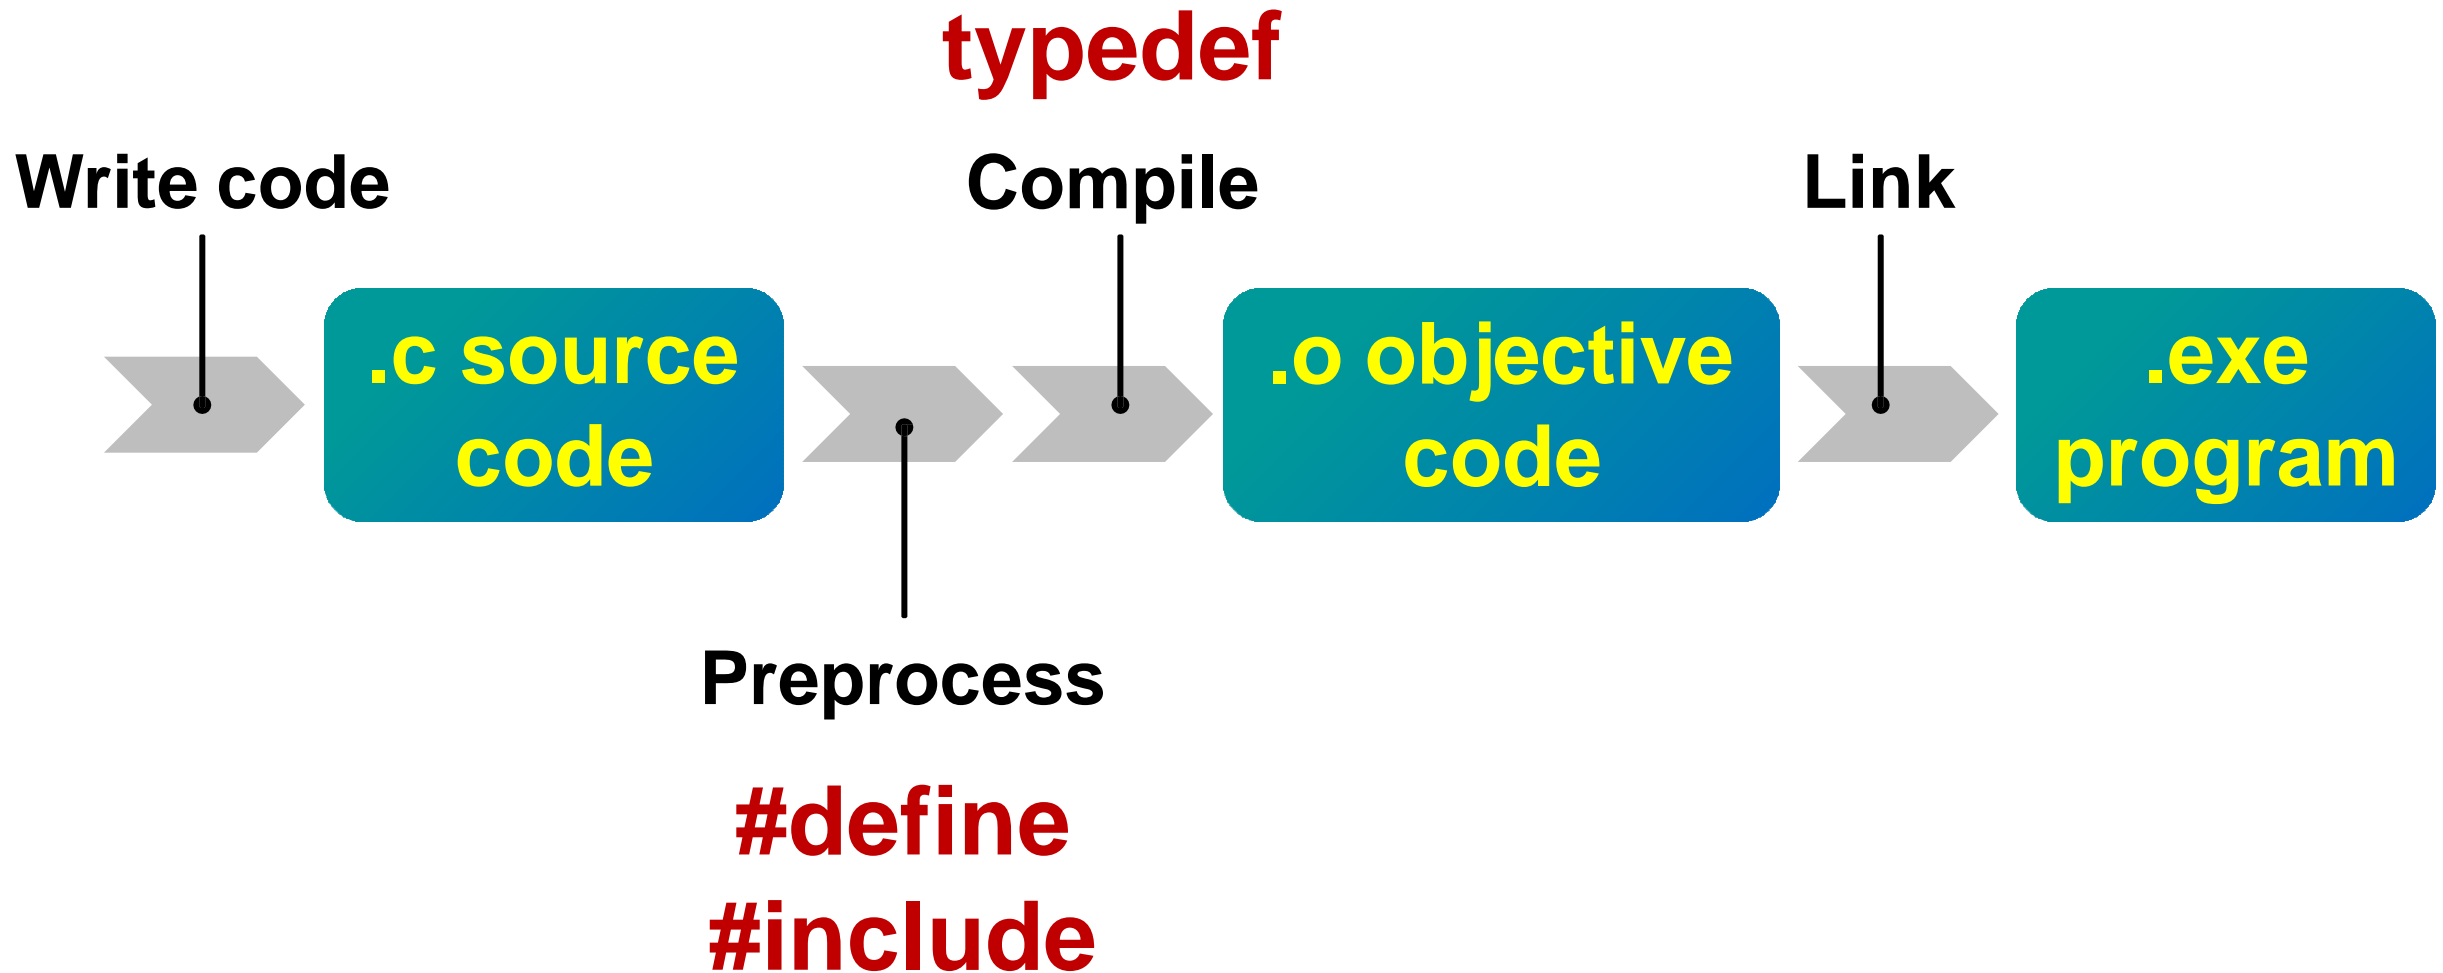 typedef
Write code
Compile
Link
.c source
code
.o objective
code
.exe
program
Preprocess
#define
#include